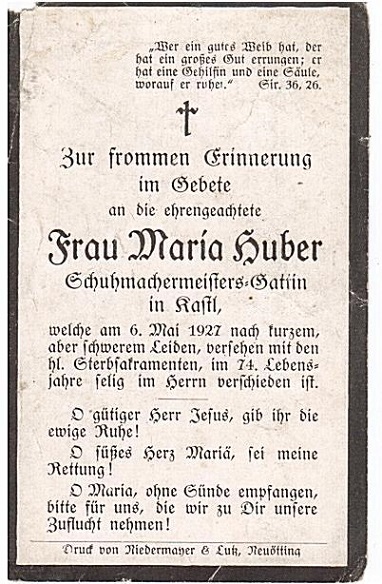 „Wer ein gutes Weib hat, der
hat ein großes Gut errungen; er
hat eine Gehilfin und eine Säule,
worauf er ruhet.“ Sir. 36, 26.
Zur frommen Erinnerung
im Gebete
an die ehrengeachtete
Frau Maria Huber
Schuhmachermeisters-Gattin
in Kastl,
welche am 6. Mai 1927 nach kurzem,
aber schwerem Leiden, versehen mit den
hl. Sterbsakramenten, im 74. Lebens-
jahre selig im Herrn verschieden ist.
O gütiger Herr Jesus, gib ihr die
ewige Ruhe!
O süßes Herz Mariä, sei meine
Rettung!
O Maria, ohne Sünde empfangen,
bitte für uns, die wir zu Dir unsere
Zuflucht nehmen!
Druck von Niedermayer & Lutz, Neuötting